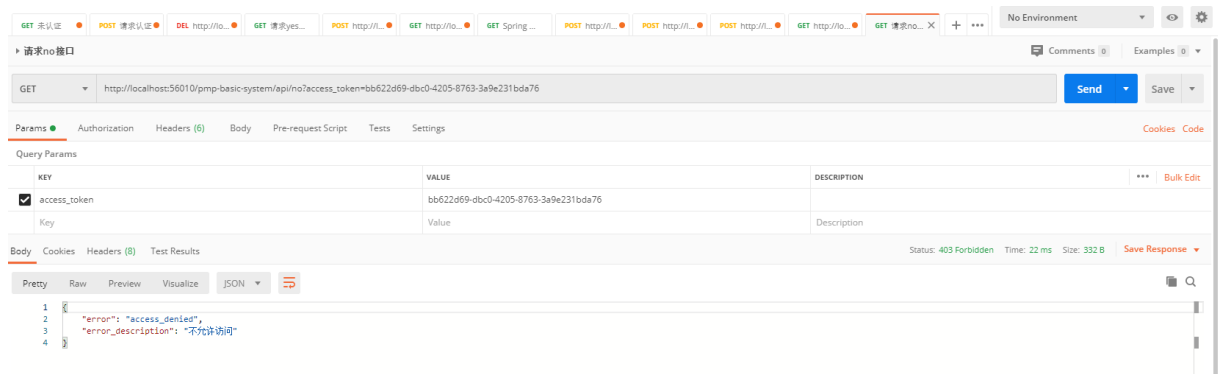 GET 未认证
POST 请求认证
DEL http://lo...
GET 请求yes...
POST http://l...
GET http://lo...
GET Spring ...
POST http://l...
POST http://l...
POST http://l...
GET http://lo...
GET 请求no...
No Environment
请求no接口
Comments 0
Examples 0
GET
http://localhost:56010/pmp-basic-system/api/no?access_token=bb622d69-dbc0-4205-8763-3a9e231bda76
Send
Save
Params
Authorization
Headers (6)
Body
Pre-request Script
Tests
Settings
Cookies Code
Query Params
KEY
VALUE
DESCRIPTION
Bulk Edit
access_token
bb622d69-dbc0-4205-8763-3a9e231bda76
Key
Value
Description
Body
Cookies
Headers (8)
Test Results
Status: 403 Forbidden
Time: 22 ms
Size: 332 B
Save Response
Pretty
Raw
Preview
Visualize
JSON
1 {
2 "error": "access_denied",
3 "error_description": "不允许访问"
4 }